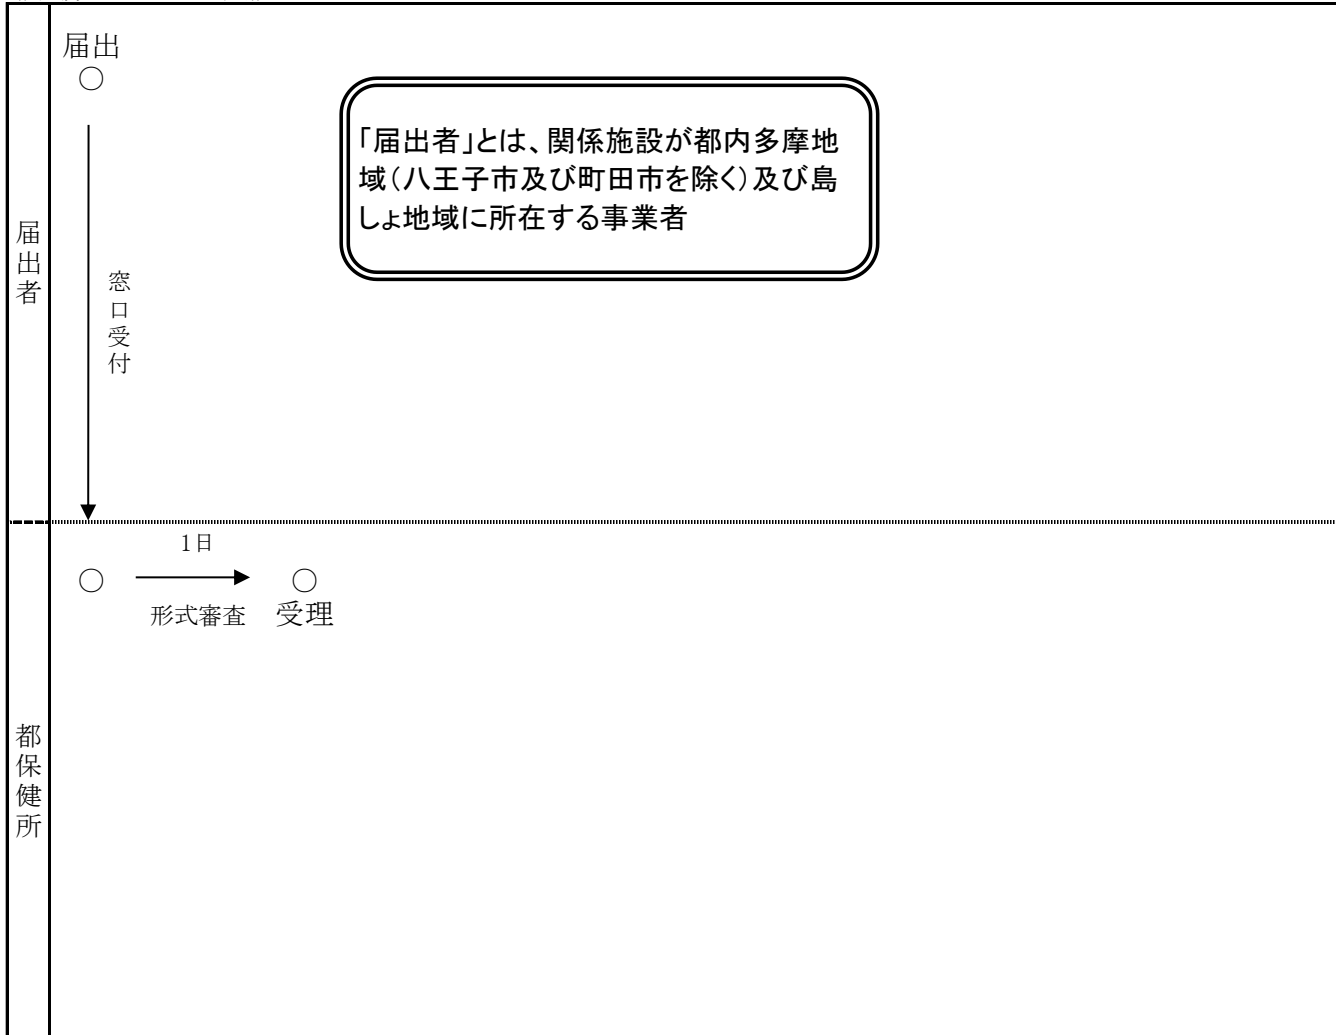 届出
「届出者」とは、関係施設が都内多摩地
域(八王子市及び町田市を除く)及び島
しょ地域に所在する事業者
届出者
窓口受付
1日
形式審査
受理
都保健所